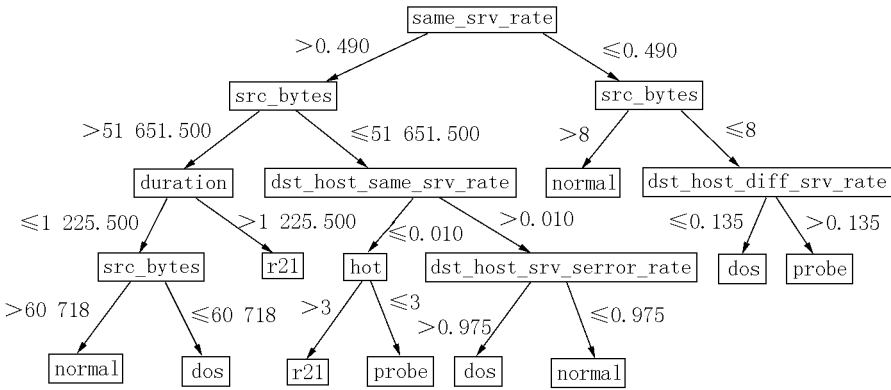 same_srv_rate
>0.490 ≤0.490
src_bytes src_bytes
>51 651.500 ≤51 651.500 >8 ≤8
duration dst_host_same_srv_rate normal dst_host_diff_srv_rate
≤1 225.500 >1 225.500 ≤0.010 >0.010 ≤0.135 >0.135
src_bytes r21 hot dst_host_srv_serror_rate dos probe
>60 718 ≤60 718 >3 ≤3 >0.975 ≤0.975
normal dos r21 probe dos normal